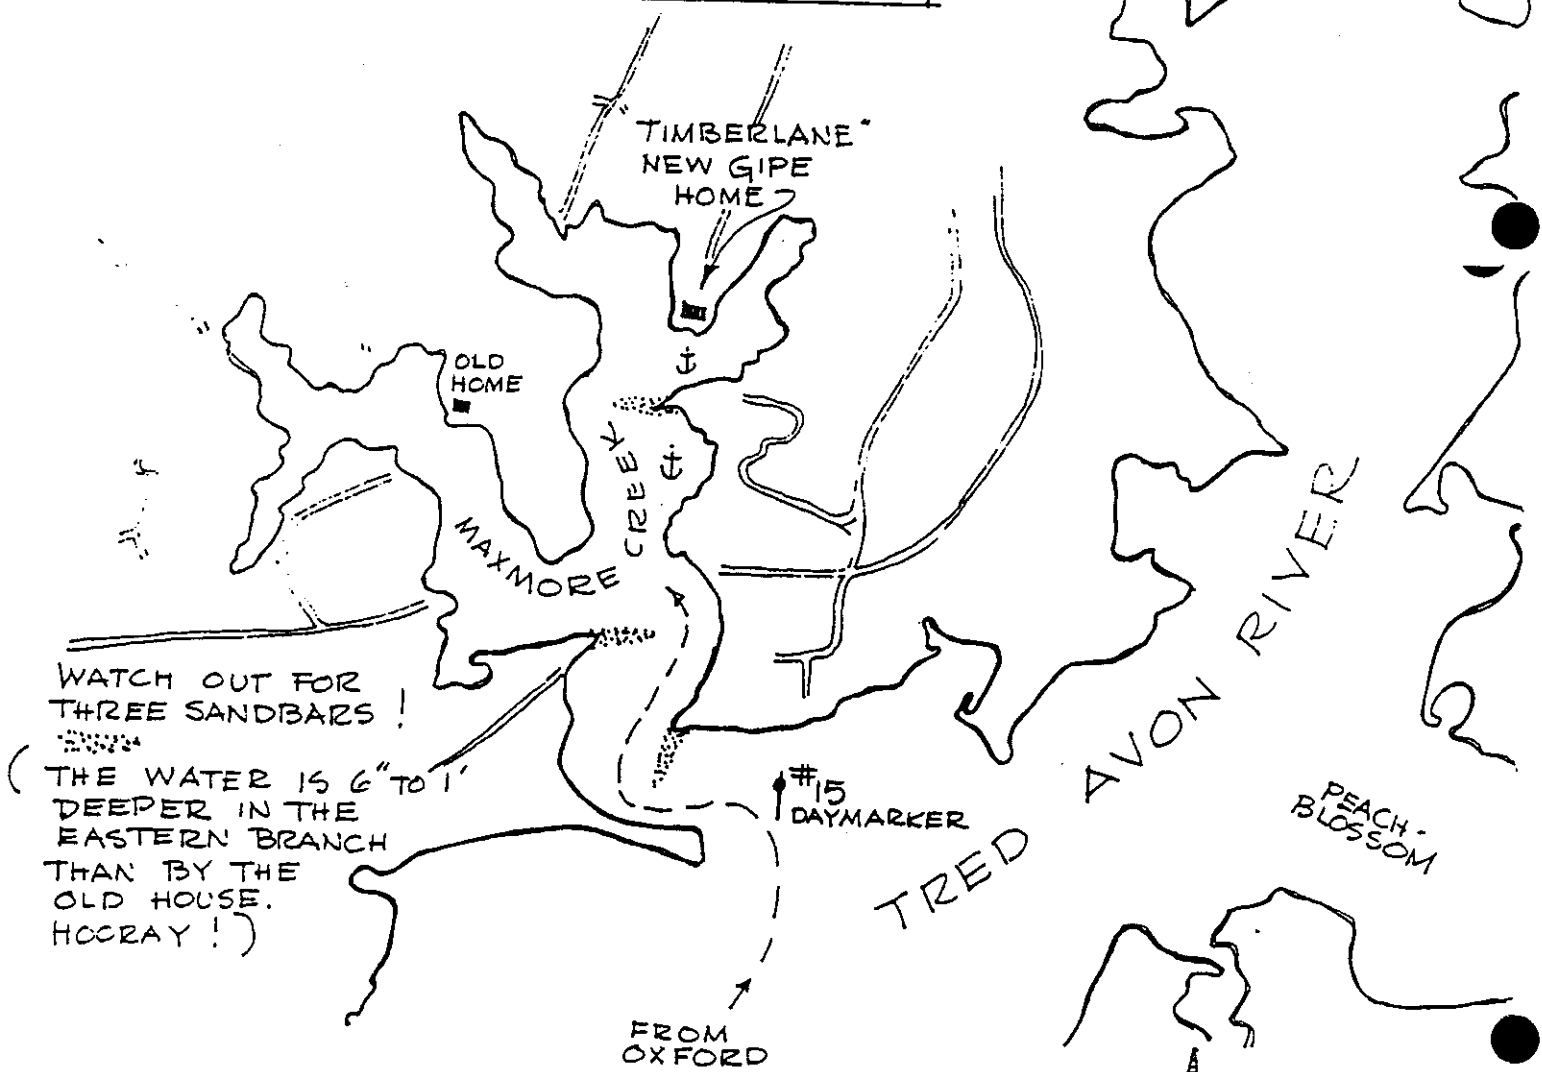 TIMBERLANE"
NEW GIPE
HOME
OLD
HOME
MAXMORE CREEK
WATCH OUT FOR
THREE SANDBARS !
( THE WATER IS 6" TO 1'
DEEPER IN THE
EASTERN BRANCH
THAN BY THE
OLD HOUSE.
HOORAY ! )
#15
DAYMARKER
TRED AVON RIVER
PEACH-
BLOSSOM
FROM
OXFORD